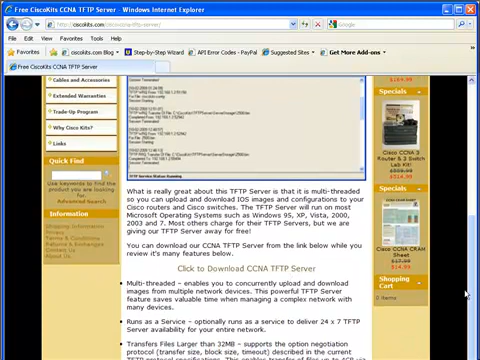 Free CiscoKits CCNA TFTP Server - Windows Internet Explorer
Google
File Edit View Favorites Tools Help
Favorites
ciscokits.com Blog
Step-by-Step Wizard
API Error Codes - PayPal
Suggested Sites
Get More Add-ons
Free CiscoKits CCNA TFTP Server
Cables and Accessories
Extended Warranties
Trade-Up Program
Why Cisco Kits?
Links
Quick Find
Use keywords to find the
product you are looking
for.
Advanced Search
Information
Shipping Information
Privacy
Terms & Conditions
Returns & Exchanges
Contact Us
About Us
What is really great about this TFTP Server is that it is multi-threaded
so you can upload and download IOS images and configurations to your
Cisco routers and Cisco switches. The TFTP Server will run on most
Microsoft Operating Systems such as Windows 95, XP, Vista, 2000,
2003 and 7. Most others charge for their TFTP Servers, but we are
giving our TFTP Server away for free!
You can download our CCNA TFTP Server from the link below while you
review it's many features below.
Click to Download CCNA TFTP Server
• Multi-threaded – enables you to concurrently upload and download
images from multiple network devices. This powerful TFTP Server
feature saves valuable time when managing a complex network with
many devices.
• Runs as a Service – optionally runs as a service to deliver 24 x 7 TFTP
Server availability for your entire network.
• Transfers Files Larger than 32MB – supports the option negotiation
protocol (transfer size, block size, timeout) described in the current
Specials
Cisco CCNA 3
Router & 3 Switch
Lab Kit!
Specials
Cisco CCNA CRAM
Sheet
$17.99
$14.99
Shopping
Cart
0 items